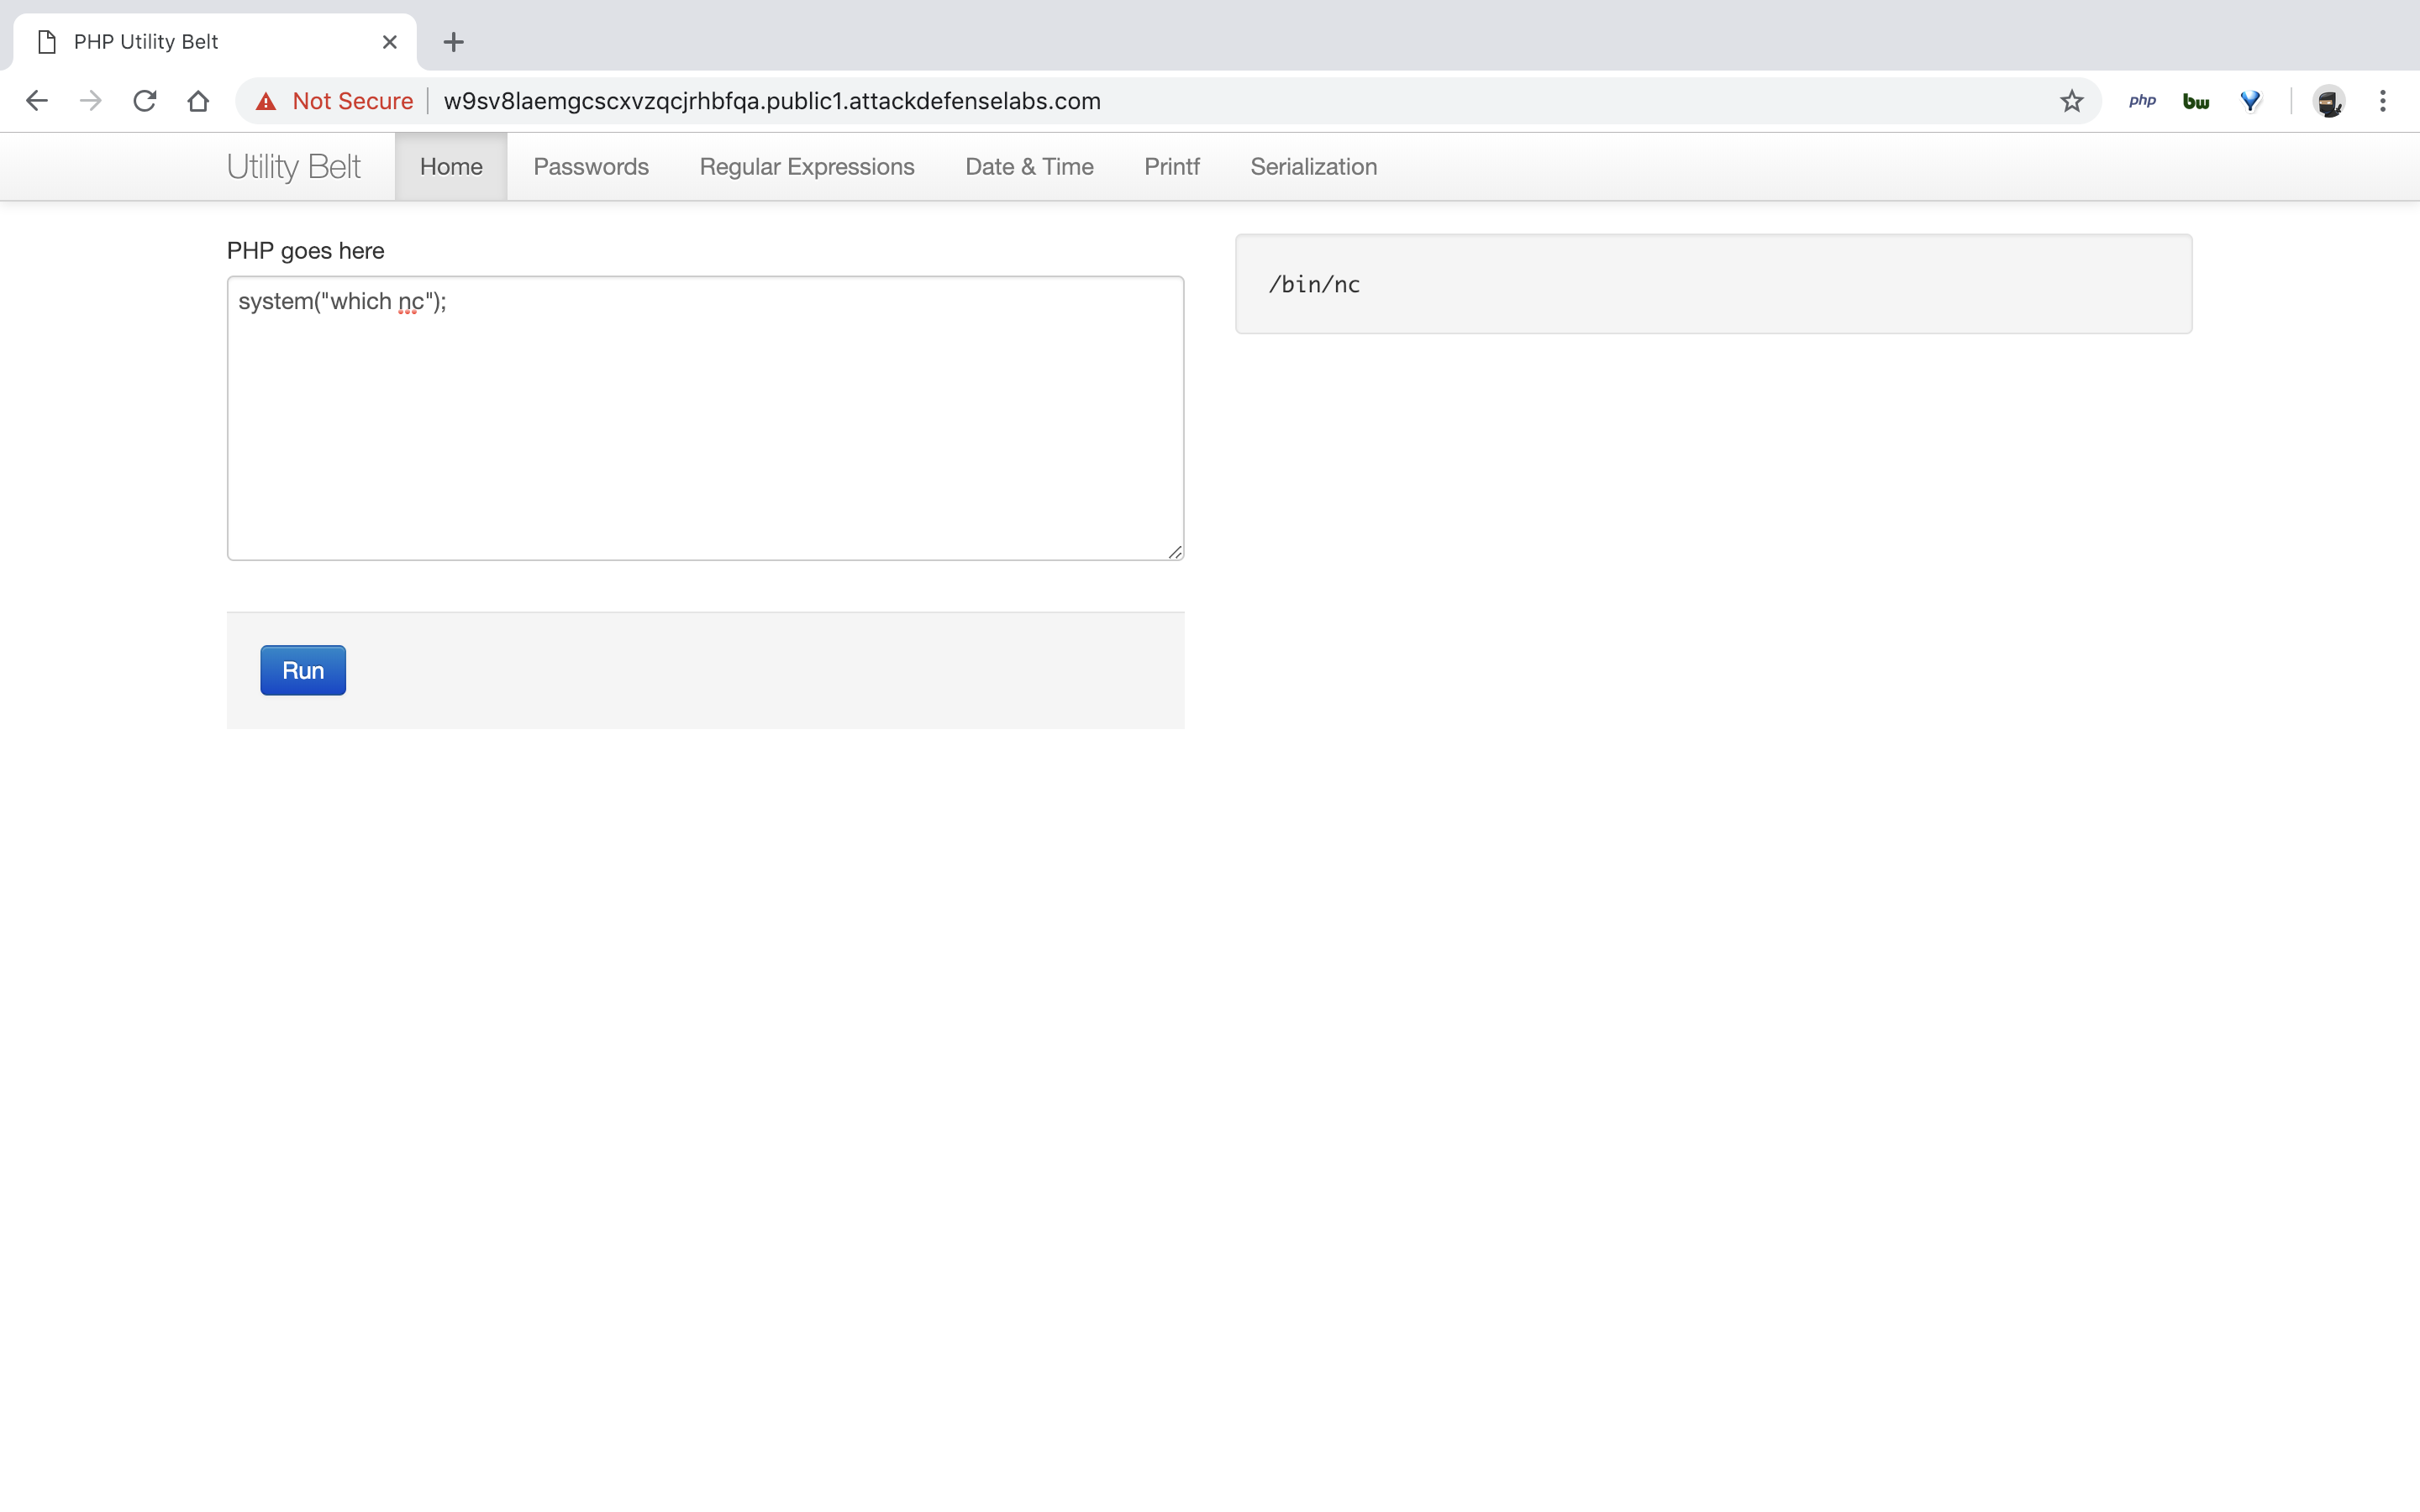 PHP Utility Belt
Not Secure w9sv8laemgcscxvzqcjrhbfqa.public1.attackdefenselabs.com php bw
Utility Belt Home Passwords Regular Expressions Date & Time Printf Serialization
PHP goes here
system("which nc");
/bin/nc
Run